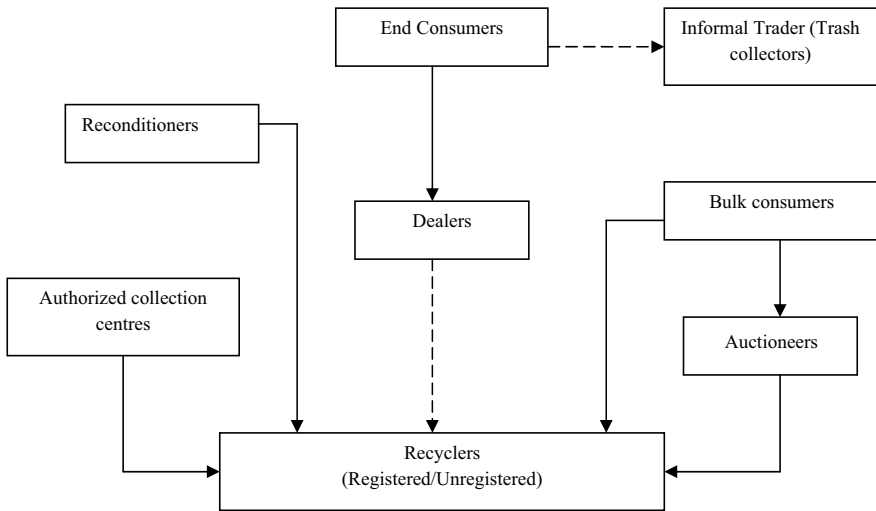 End Consumers
Informal Trader (Trash
collectors)
Reconditioners
Dealers
Bulk consumers
Authorized collection
centres
Auctioneers
Recyclers
(Registered/Unregistered)